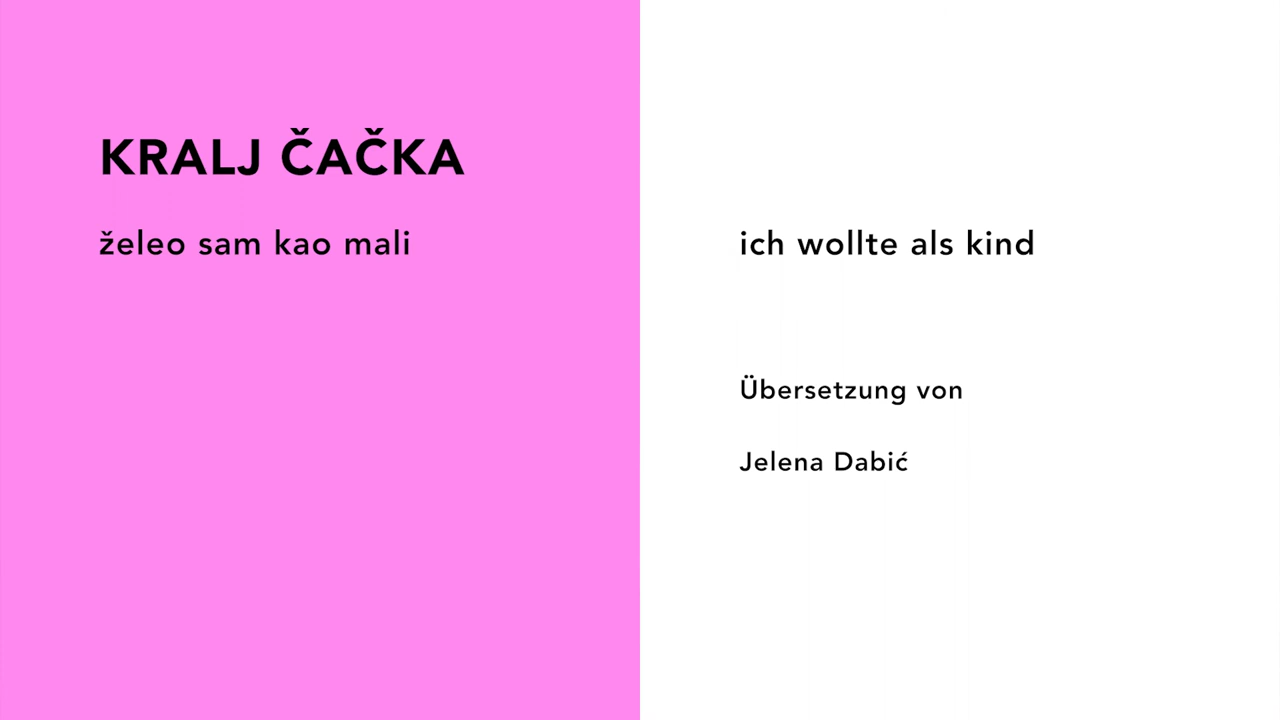 KRALJ ČAČKA
želeo sam kao mali
ich wollte als kind
Übersetzung von
Jelena Dabić